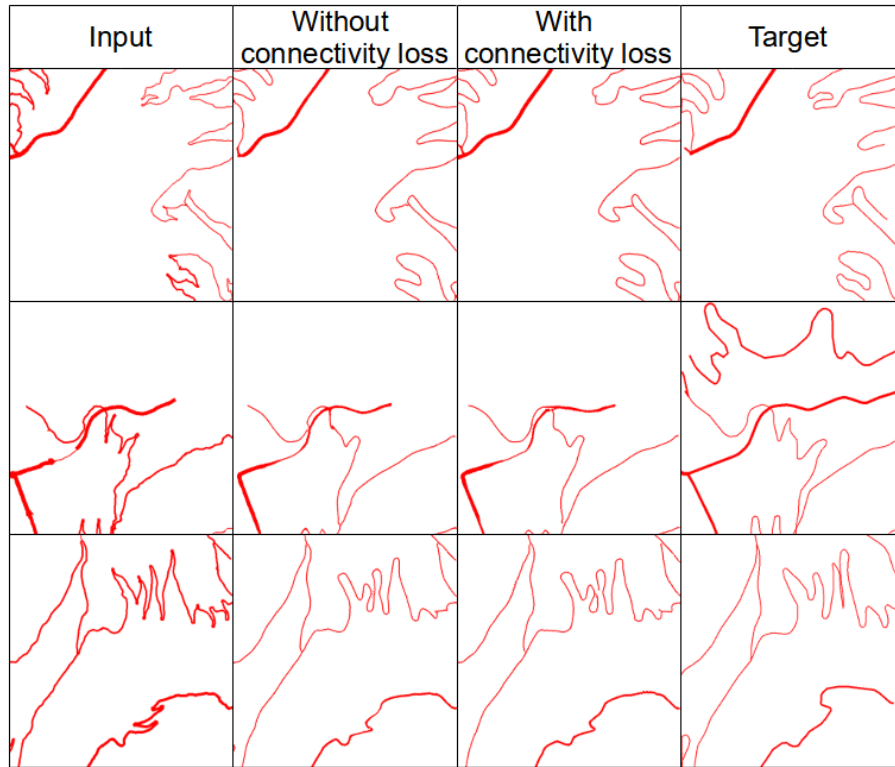 Input
Without
connectivity loss
With
connectivity loss
Target